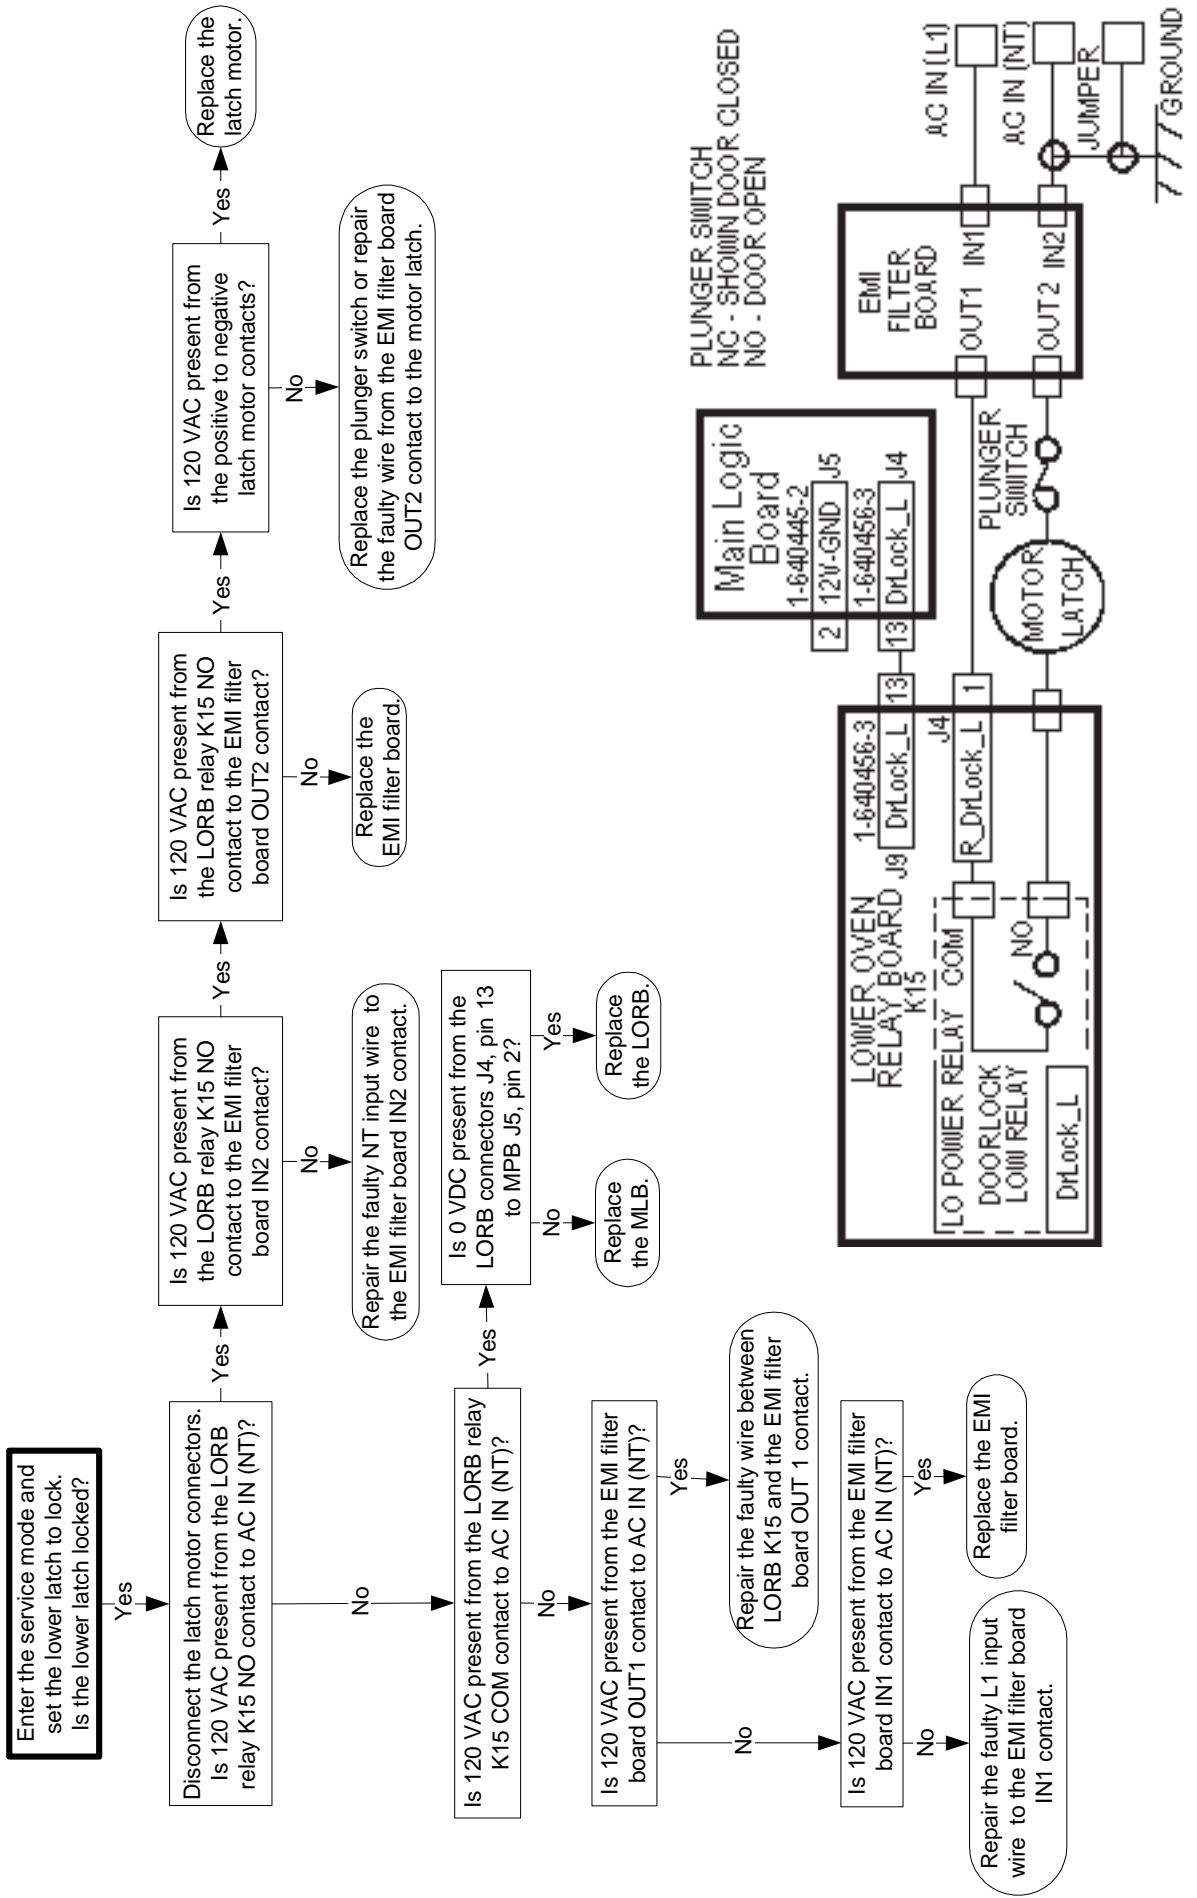 Enter the service mode and
set the lower latch to lock.
Is the lower latch locked?
Yes
Disconnect the latch motor connectors.
Is 120 VAC present from the LORB
relay K15 NO contact to AC IN (NT)?
Yes
Is 120 VAC present from
the LORB relay K15 NO
contact to the EMI filter
board IN2 contact?
Yes
Is 120 VAC present from
the LORB relay K15 NO
contact to the EMI filter
board OUT2 contact?
Yes
Is 120 VAC present from
the positive to negative
latch motor contacts?
Yes
Replace the
latch motor.
No
Repair the faulty NT input wire to
the EMI filter board IN2 contact.
No
Replace the
EMI filter board.
No
Replace the plunger switch or repair
the faulty wire from the EMI filter board
OUT2 contact to the motor latch.
No
Is 120 VAC present from the LORB relay
K15 COM contact to AC IN (NT)?
Yes
Is 0 VDC present from the
LORB connectors J4, pin 13
to MPB J5, pin 2?
No
Replace
the MLB.
Yes
Replace
the LORB.
No
Is 120 VAC present from the EMI filter
board OUT1 contact to AC IN (NT)?
Yes
Repair the faulty wire between
LORB K15 and the EMI filter
board OUT 1 contact.
No
Is 120 VAC present from the EMI filter
board IN1 contact to AC IN (NT)?
Yes
Replace the EMI
filter board.
No
Repair the faulty L1 input
wire to the EMI filter board
IN1 contact.
PLUNGER SWITCH
NC - SHOWN DOOR CLOSED
NO - DOOR OPEN
Main Logic
Board
1-640445-2
2 12V-GND J5
1-640456-3
13 DrLock_L J4
LOWER OVEN
RELAY BOARD
K15
1-640456-3
J9 DrLock_L 13
J4
R_DrLock_L 1
LO POWER RELAY COM
NO
DOORLOCK
LOW RELAY
DrLock_L
MOTOR
LATCH
PLUNGER
SWITCH
EMI
FILTER
BOARD
OUT1 IN1
OUT2 IN2
AC IN(L1)
AC IN (NT)
JUMPER
GROUND